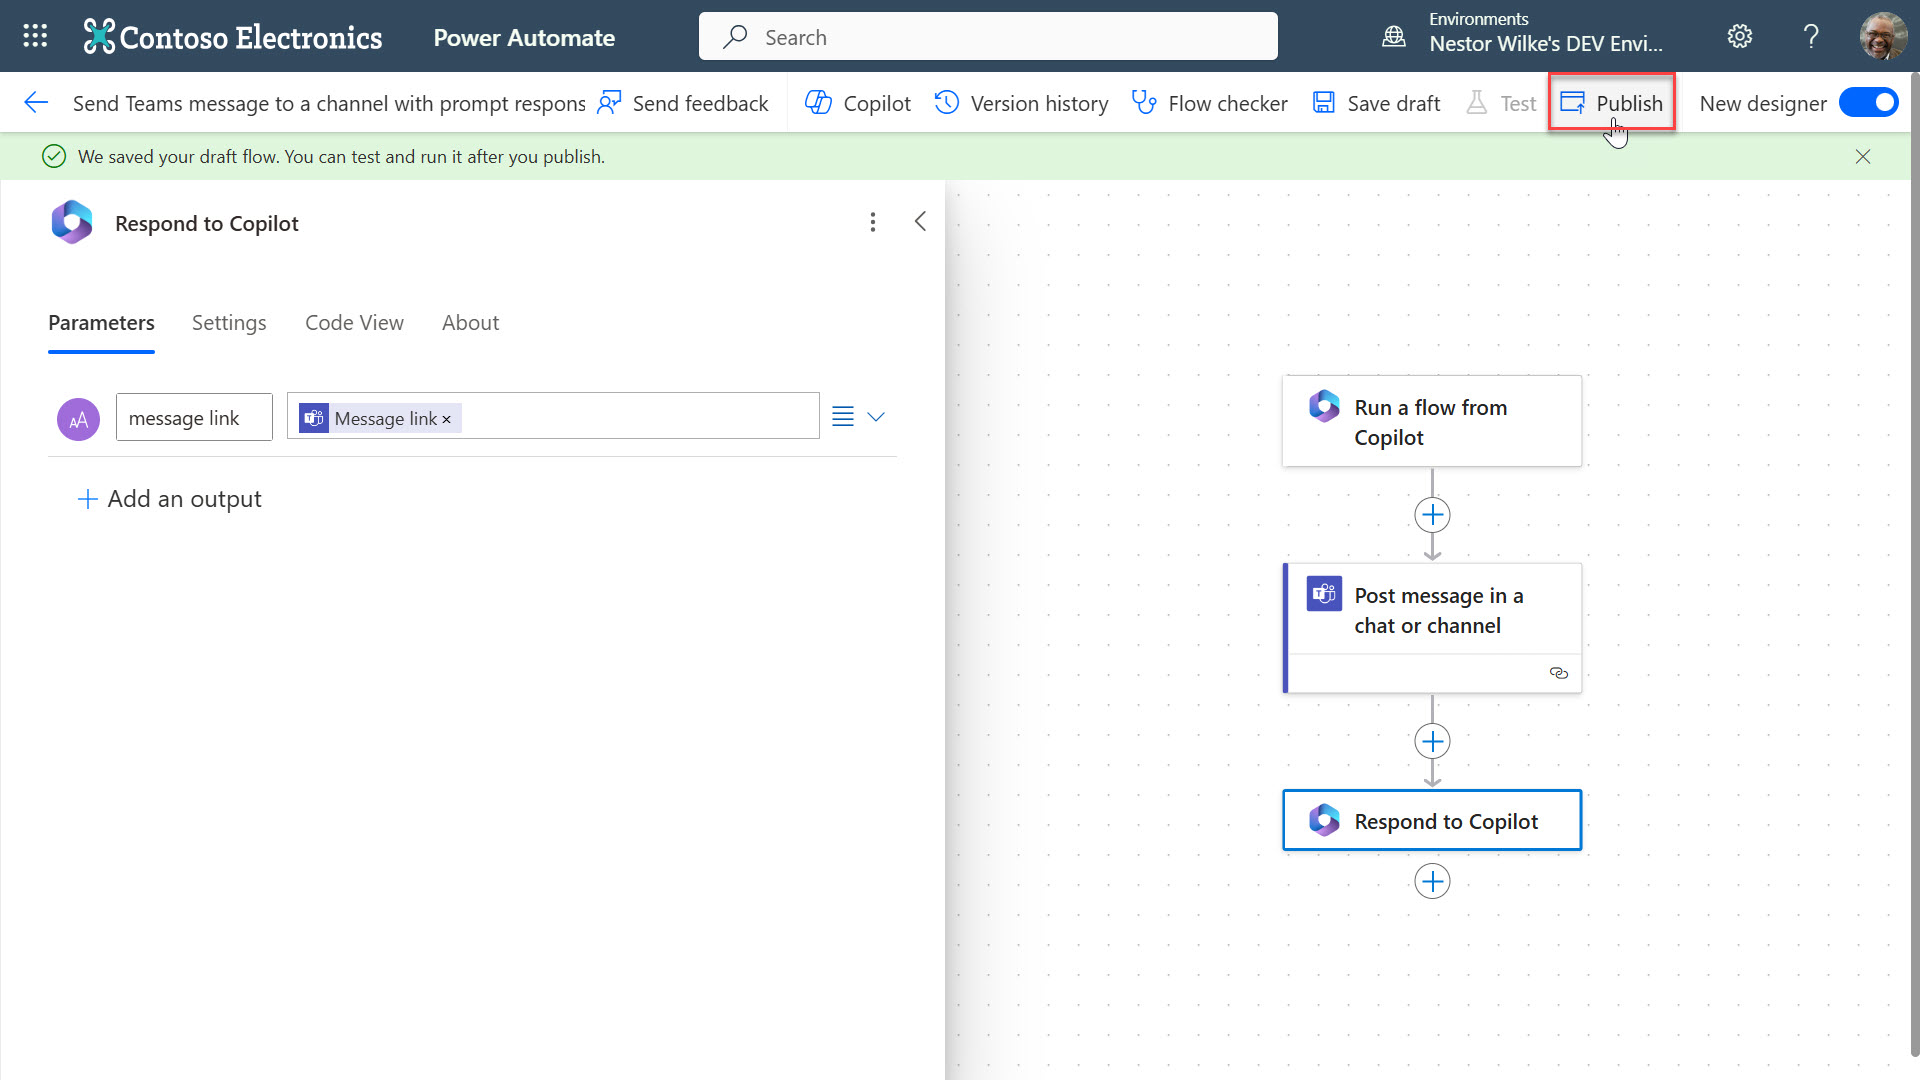 Contoso Electronics
Power Automate
Search
Environments
Nestor Wilke's DEV Envi...
Send Teams message to a channel with prompt respons
Send feedback
Copilot
Version history
Flow checker
Save draft
Test
Publish
New designer
We saved your draft flow. You can test and run it after you publish.
Respond to Copilot
Parameters
Settings
Code View
About
AA
message link
Message link ×
Add an output
Run a flow from
Copilot
Post message in a
chat or channel
Respond to Copilot